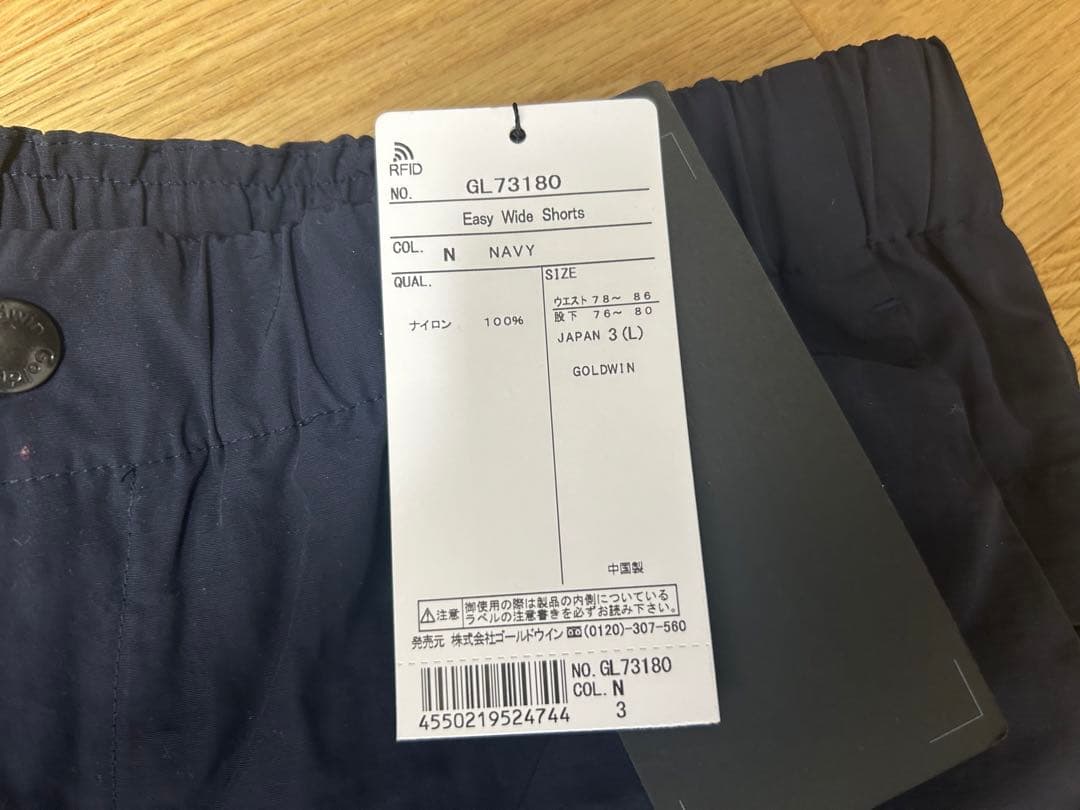 RFID
NO. GL73180
Easy Wide Shorts
COL. N NAVY
QUAL.
ナイロン 100%
SIZE
ウエスト 78～ 86
股下 76～ 80
JAPAN 3 (L)
GOLDWIN
中国製
注意 御使用の際は製品の内側についている
ラベルの注意書きを必ずお読み下さい。
発売元 株式会社ゴールドウイン (0120)-307-560
NO. GL73180
COL. N
3
4550219524744